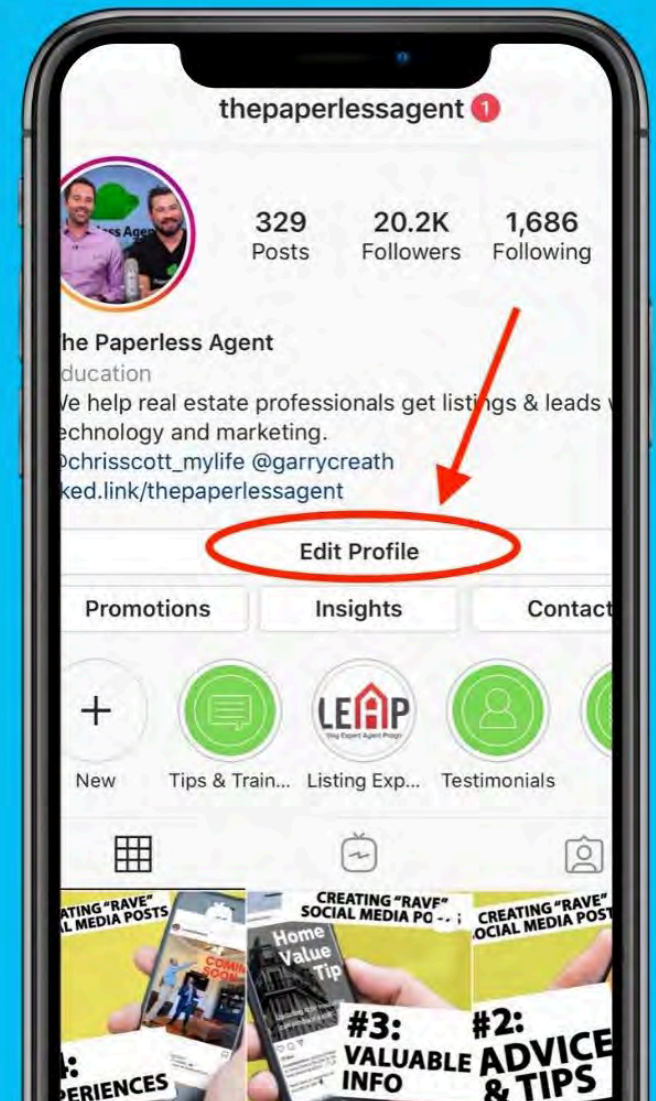 thepaperlessagent 1
329 20.2K 1,686
Posts Followers Following
he Paperless Agent
ducation
Ve help real estate professionals get listings & leads
echnology and marketing.
@chrisscott_mylife @garrycreath
ked.link/thepaperlessagent
Edit Profile
Promotions Insights Contact
LEAP
New Tips & Train... Listing Exp... Testimonials
ATING "RAVE"
L MEDIA POSTS
COMING
SOON
ERIENCES
CREATING "RAVE"
SOCIAL MEDIA PO
Home
Value
Tip
#3:
VALUABLE
INFO
CREATING "RAVE"
OCIAL MEDIA POST
#2:
ADVICE
& TIPS